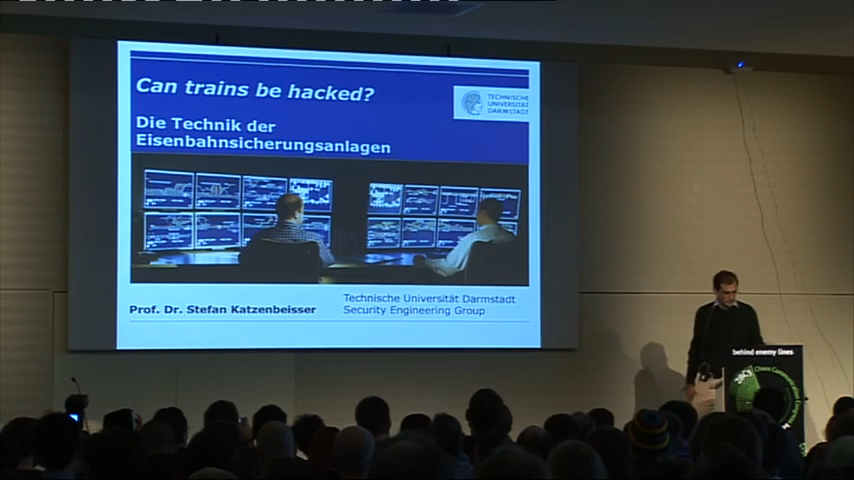 Can trains be hacked?
TECHNISCHE
UNIVERSITÄT
DARMSTADT
Die Technik der
Eisenbahnsicherungsanlagen
Prof. Dr. Stefan Katzenbeisser
Technische Universität Darmstadt
Security Engineering Group
behind enemy lines
28C3